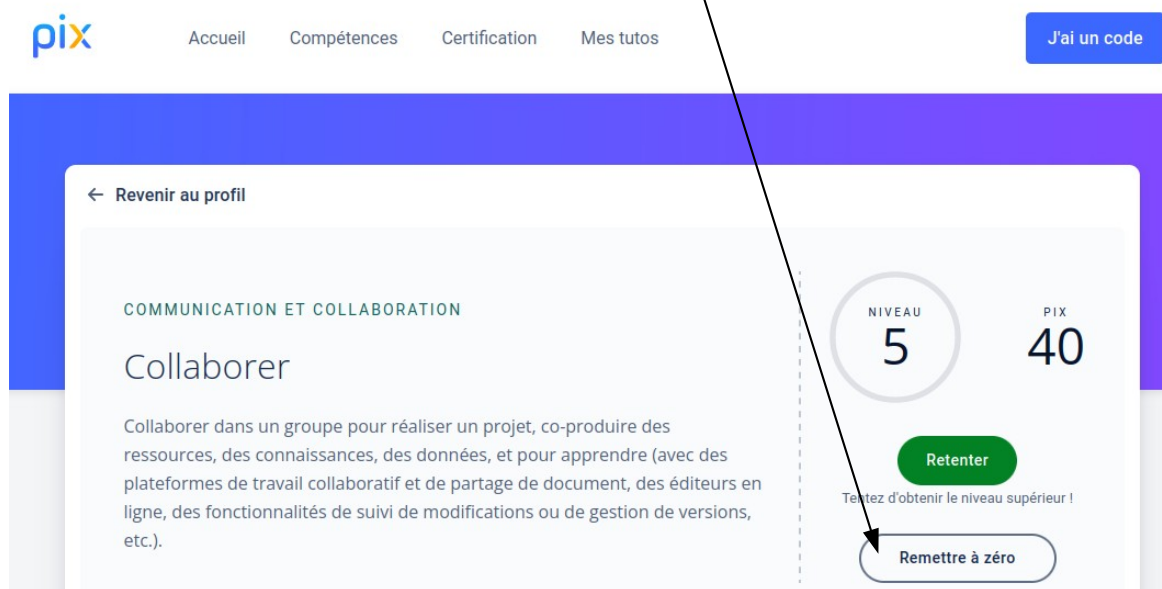 pix
Accueil Compétences Certification Mes tutos
J'ai un code
← Revenir au profil
COMMUNICATION ET COLLABORATION
Collaborer
Collaborer dans un groupe pour réaliser un projet, co-produire des
ressources, des connaissances, des données, et pour apprendre (avec des
plateformes de travail collaboratif et de partage de document, des éditeurs en
ligne, des fonctionnalités de suivi de modifications ou de gestion de versions,
etc.).
NIVEAU
5
PIX
40
Retenter
Tentez d'obtenir le niveau supérieur !
Remettre à zéro